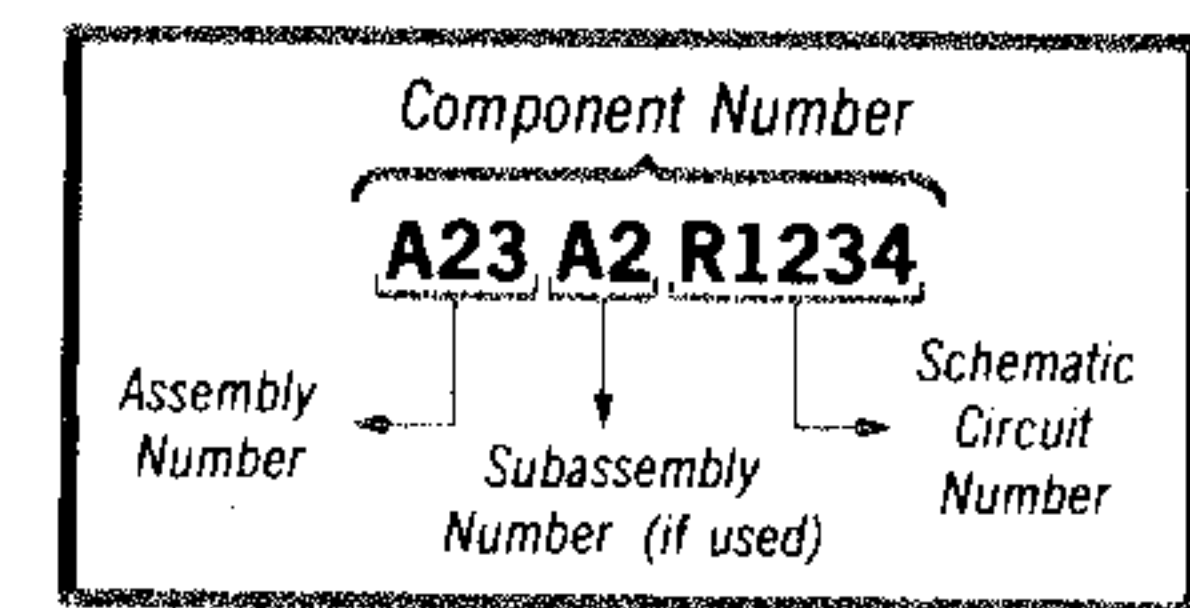 Component Number
A23 A2 R1234
Assembly
Number
Subassembly
Number (if used)
Schematic
Circuit
Number